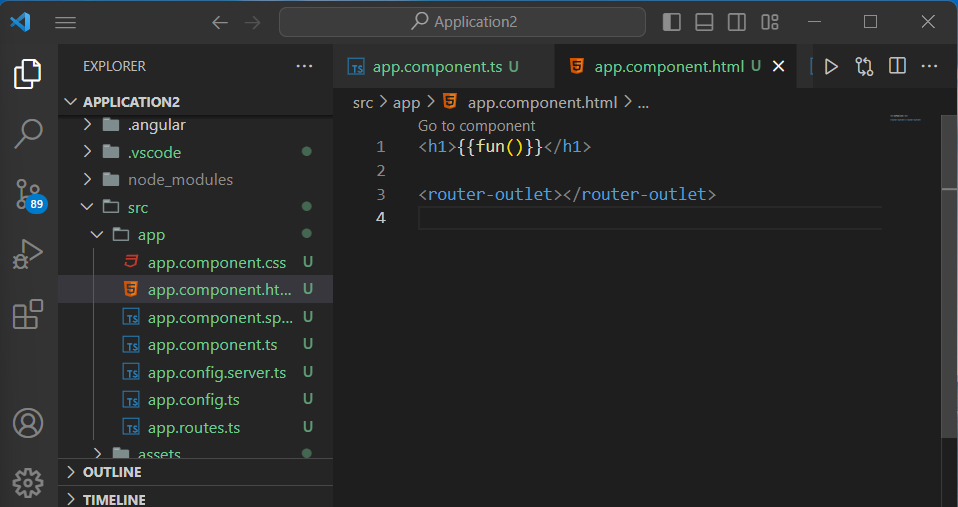 Application2
EXPLORER
APPLICATION2
.angular
.vscode
node_modules
src
app
app.component.css U
app.component.ht... U
app.component.sp... U
app.component.ts U
app.config.server.ts U
app.config.ts U
app.routes.ts U
assets
OUTLINE
TIMELINE
89
app.component.ts U
app.component.html U
src > app > app.component.html > ...
Go to component
1 <h1>{{fun()}}</h1>
2
3 <router-outlet></router-outlet>
4